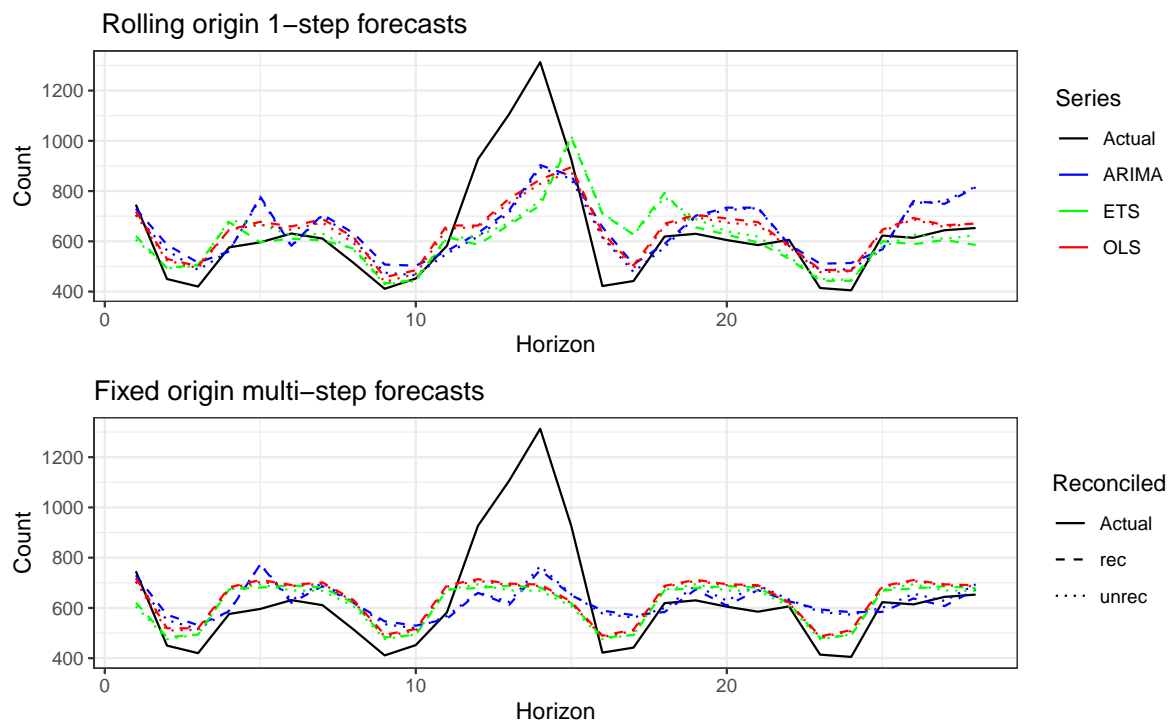 Rolling origin 1−step forecasts
1200
1000
800
600
400
Count
0
10
20
Horizon
Series
Actual
ARIMA
ETS
OLS
Fixed origin multi−step forecasts
1200
1000
800
600
400
Count
0
10
20
Horizon
Reconciled
Actual
rec
unrec